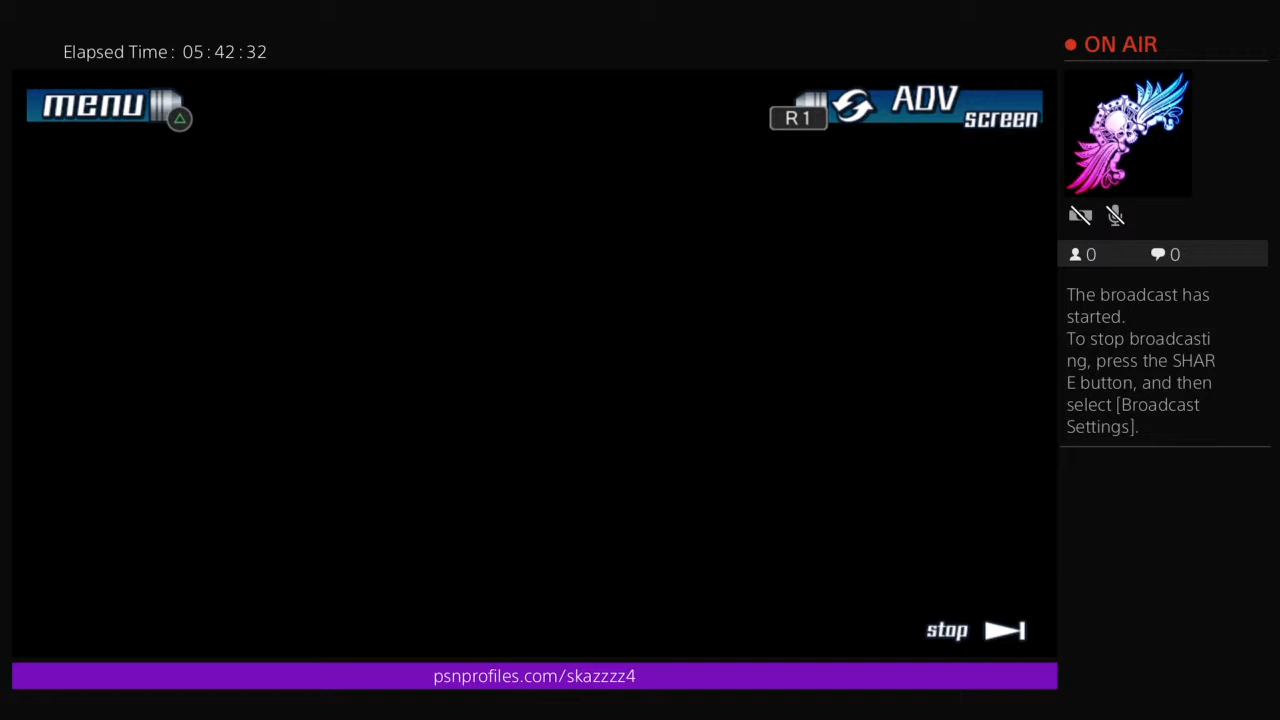 Elapsed Time: 05:42:32
ON AIR
menu
R1
ADV
screen
0
0
The broadcast has
started.
To stop broadcasti
ng, press the SHAR
E button, and then
select [Broadcast
Settings].
stop
psnprofiles.com/skazzzz4